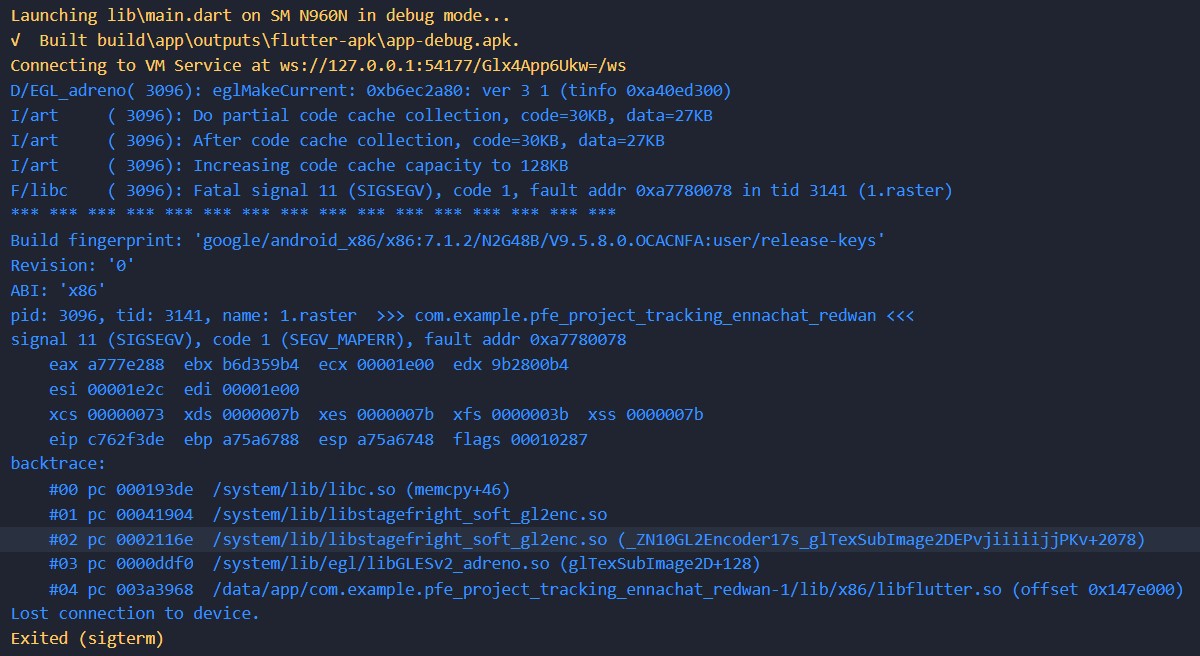 Launching lib\main.dart on SM N960N in debug mode...
√  Built build\app\outputs\flutter-apk\app-debug.apk.
Connecting to VM Service at ws://127.0.0.1:54177/Glx4App6Ukw=/ws
D/EGL_adreno( 3096): eglMakeCurrent: 0xb6ec2a80: ver 3 1 (tinfo 0xa40ed300)
I/art     ( 3096): Do partial code cache collection, code=30KB, data=27KB
I/art     ( 3096): After code cache collection, code=30KB, data=27KB
I/art     ( 3096): Increasing code cache capacity to 128KB
F/libc    ( 3096): Fatal signal 11 (SIGSEGV), code 1, fault addr 0xa7780078 in tid 3141 (1.raster)
*** *** *** *** *** *** *** *** *** *** *** *** *** *** *** ***
Build fingerprint: 'google/android_x86/x86:7.1.2/N2G48B/V9.5.8.0.OCACNFA:user/release-keys'
Revision: '0'
ABI: 'x86'
pid: 3096, tid: 3141, name: 1.raster  >>> com.example.pfe_project_tracking_ennachat_redwan <<<
signal 11 (SIGSEGV), code 1 (SEGV_MAPERR), fault addr 0xa7780078
    eax a777e288  ebx b6d359b4  ecx 00001e00  edx 9b2800b4
    esi 00001e2c  edi 00001e00
    xcs 00000073  xds 0000007b  xes 0000007b  xfs 0000003b  xss 0000007b
    eip c762f3de  ebp a75a6788  esp a75a6748  flags 00010287
backtrace:
    #00 pc 000193de  /system/lib/libc.so (memcpy+46)
    #01 pc 00041904  /system/lib/libstagefright_soft_gl2enc.so
    #02 pc 0002116e  /system/lib/libstagefright_soft_gl2enc.so (_ZN10GL2Encoder17s_glTexSubImage2DEPvjiiiiijjPKv+2078)
    #03 pc 0000ddf0  /system/lib/egl/libGLESv2_adreno.so (glTexSubImage2D+128)
    #04 pc 003a3968  /data/app/com.example.pfe_project_tracking_ennachat_redwan-1/lib/x86/libflutter.so (offset 0x147e000)
Lost connection to device.
Exited (sigterm)